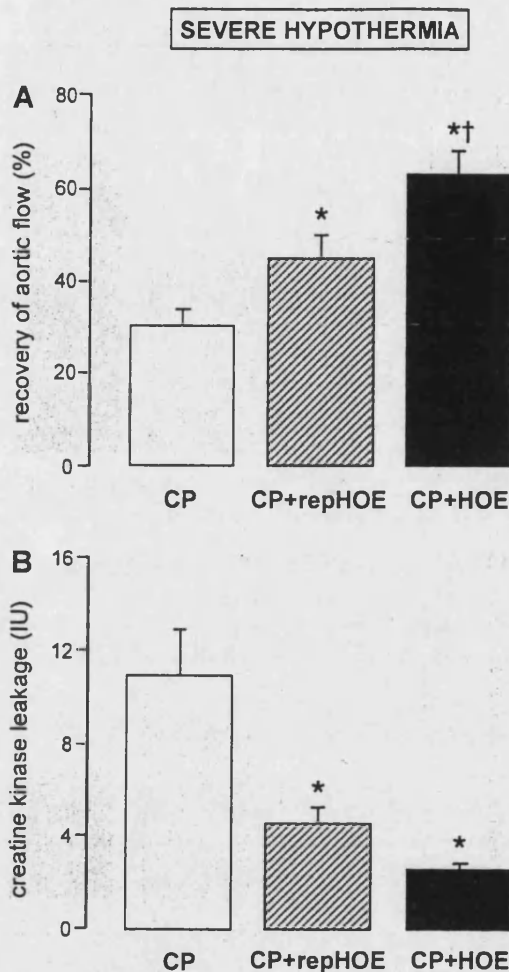 SEVERE HYPOTHERMIA
A
80
60
40
20
0
recovery of aortic flow (%)
*
*†
CP CP+repHOE CP+HOE
B
16
12
8
4
0
creatine kinase leakage (IU)
*
*
CP CP+repHOE CP+HOE